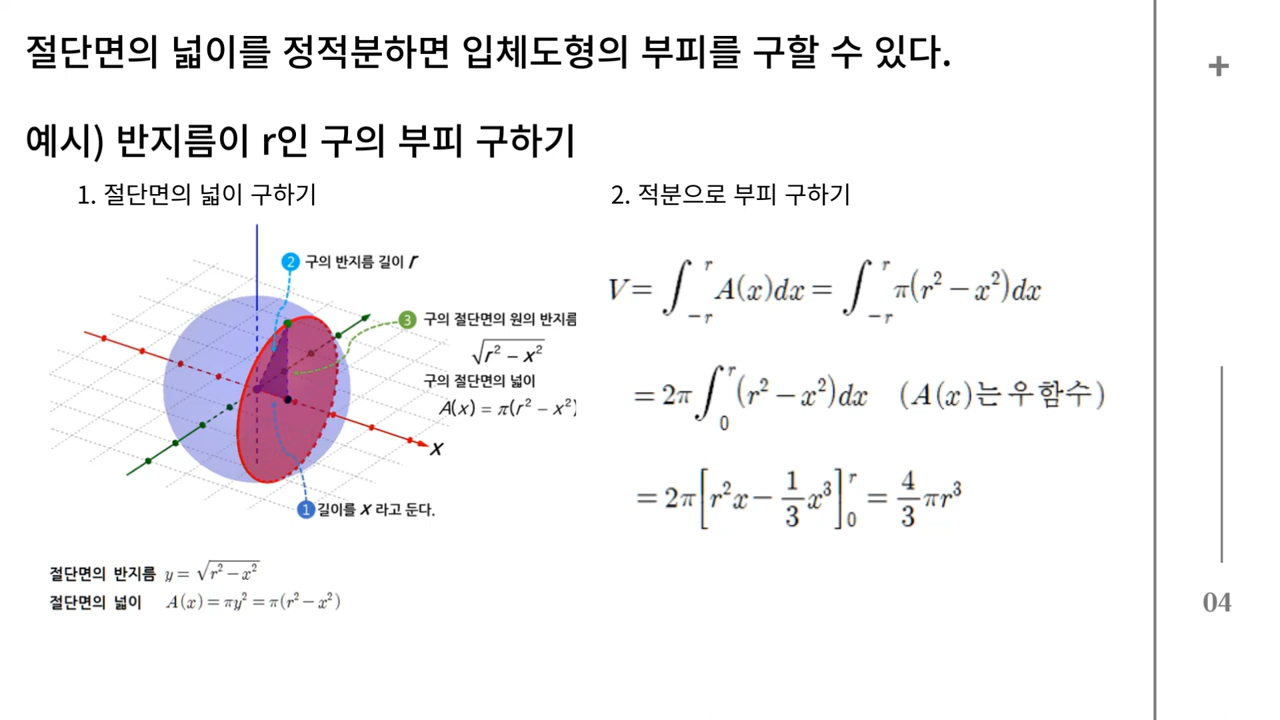 절단면의 넓이를 정적분하면 입체도형의 부피를 구할 수 있다.
예시) 반지름이 r인 구의 부피 구하기
1. 절단면의 넓이 구하기
2 구의 반지름 길이 r
3 구의 절단면의 원의 반지름
√(r² − x²)
구의 절단면의 넓이
A(x) = π(r² − x²)
x
1 길이를 x 라고 둔다.
절단면의 반지름 y = √(r² − x²)
절단면의 넓이 A(x) = πy² = π(r² − x²)
2. 적분으로 부피 구하기
V = ∫_{-r}^{r} A(x)dx = ∫_{-r}^{r} π(r² − x²)dx
= 2π ∫_{0}^{r} (r² − x²)dx (A(x)는 우함수)
= 2π[r²x − 1/3 x³]_{0}^{r} = 4/3 πr³
+
04